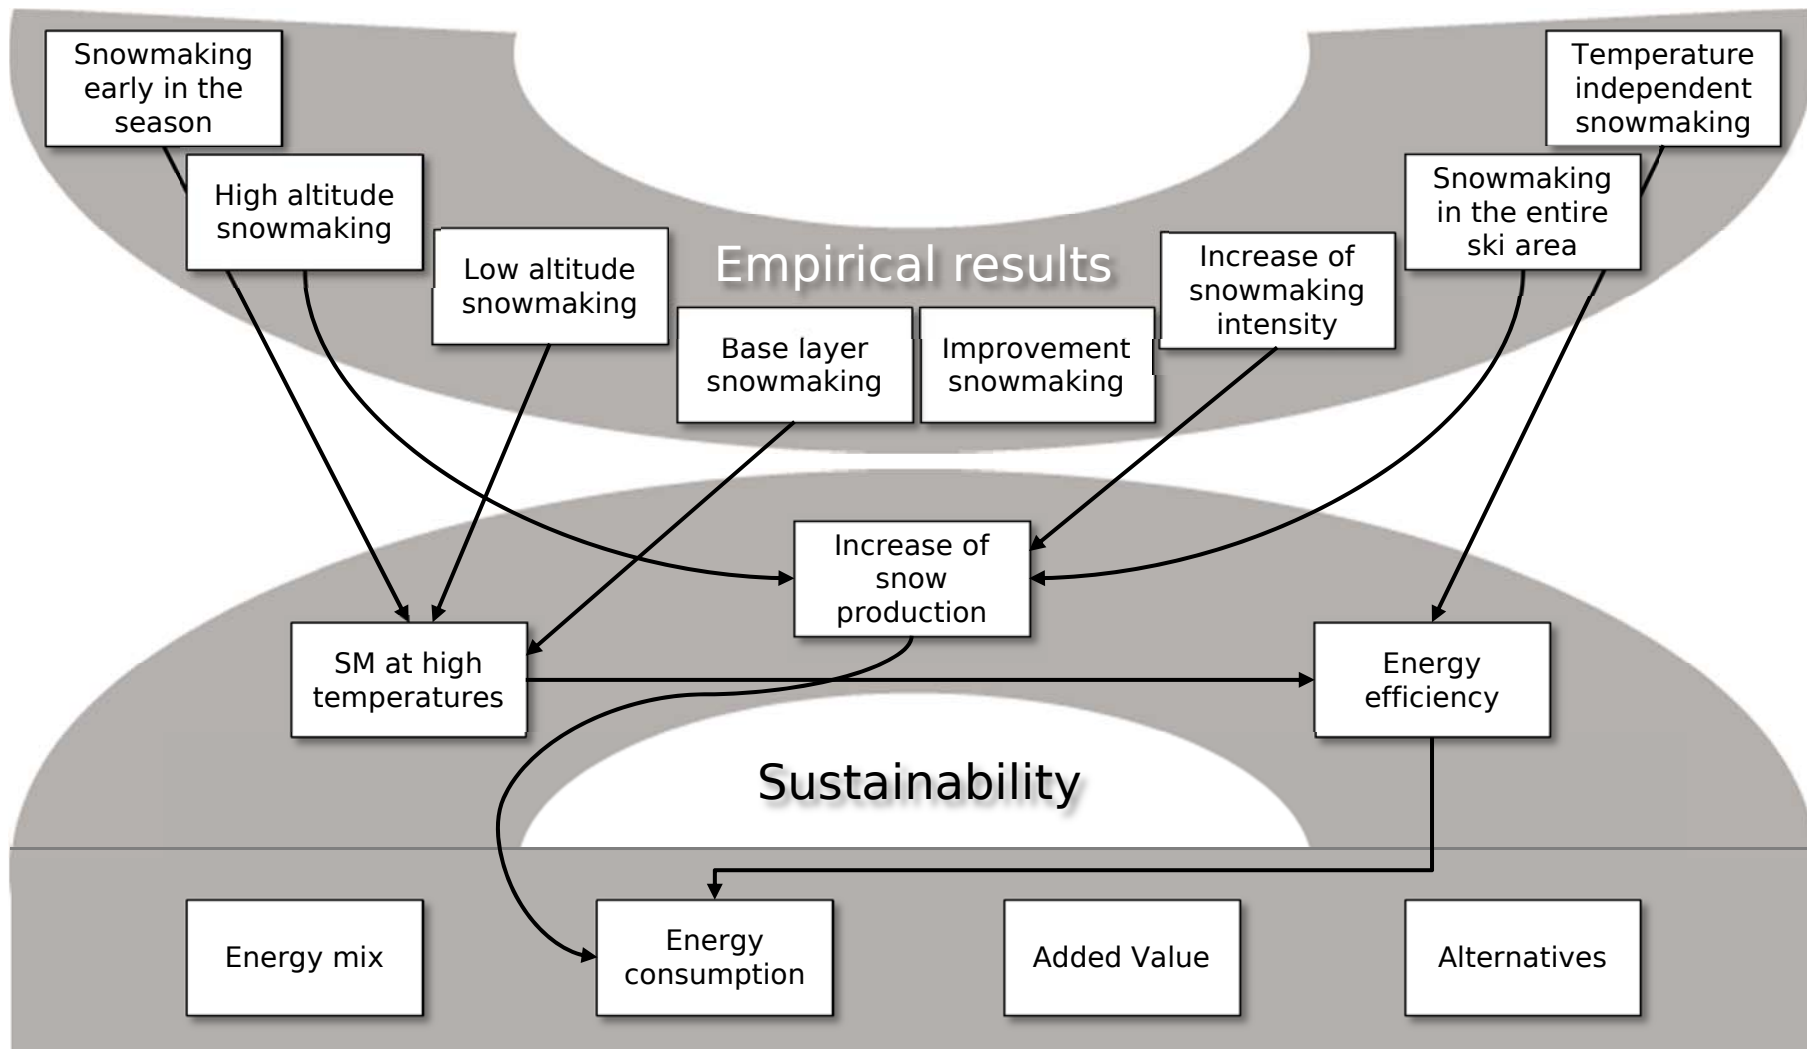 Snowmaking
early in the
season
Temperature
independent
snowmaking
High altitude
snowmaking
Snowmaking
in the entire
ski area
Low altitude
snowmaking
Empirical results
Increase of
snowmaking
intensity
Base layer
snowmaking
Improvement
snowmaking
Increase of
snow
production
SM at high
temperatures
Energy
efficiency
Sustainability
Energy mix
Energy
consumption
Added Value
Alternatives